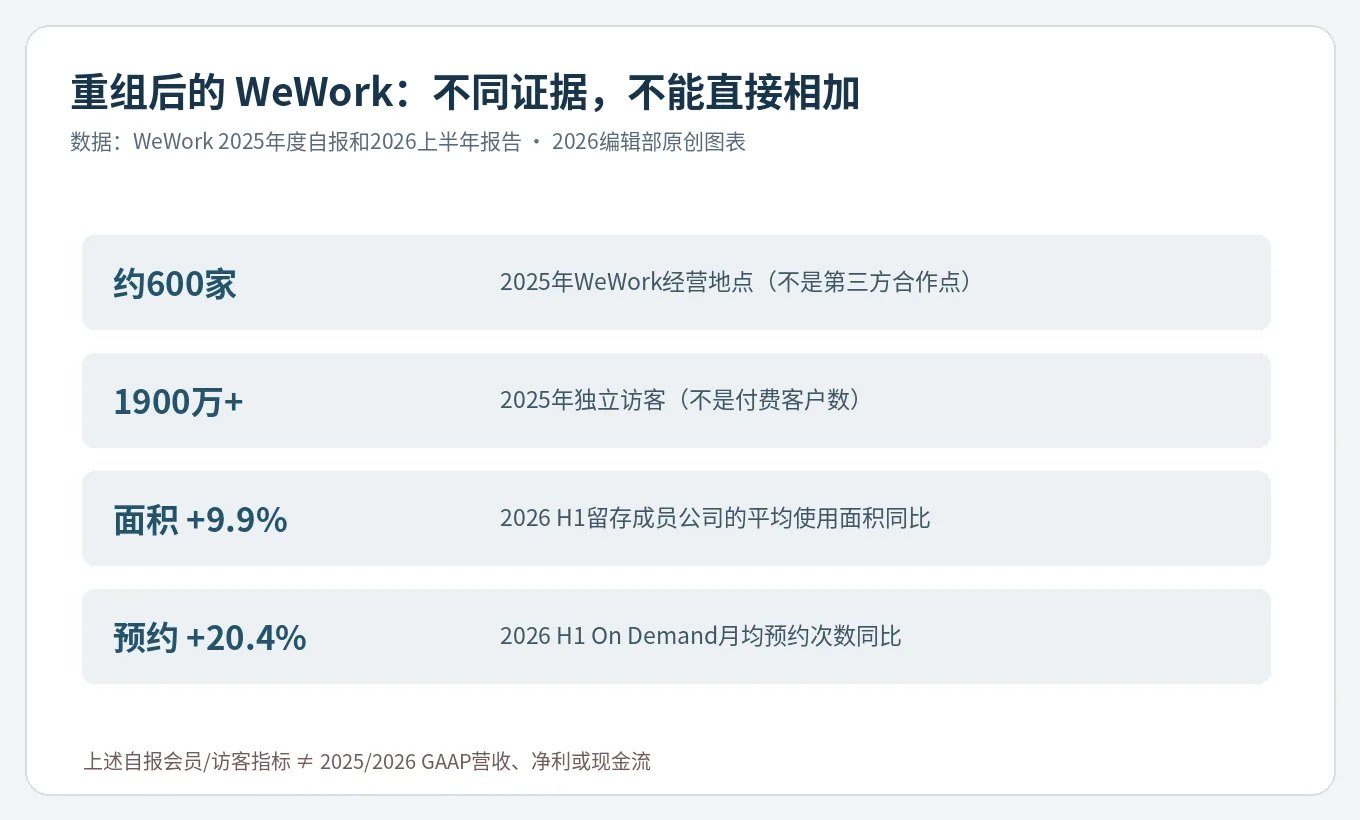 重组后的 WeWork：不同证据，不能直接相加
数据：WeWork 2025年度自报和2026上半年报告 · 2026编辑部原创图表
约600家
2025年WeWork经营地点（不是第三方合作点）
1900万+
2025年独立访客（不是付费客户数）
面积 +9.9%
2026 H1留存成员公司的平均使用面积同比
预约 +20.4%
2026 H1 On Demand月均预约次数同比
上述自报会员/访客指标 ≠ 2025/2026 GAAP营收、净利或现金流